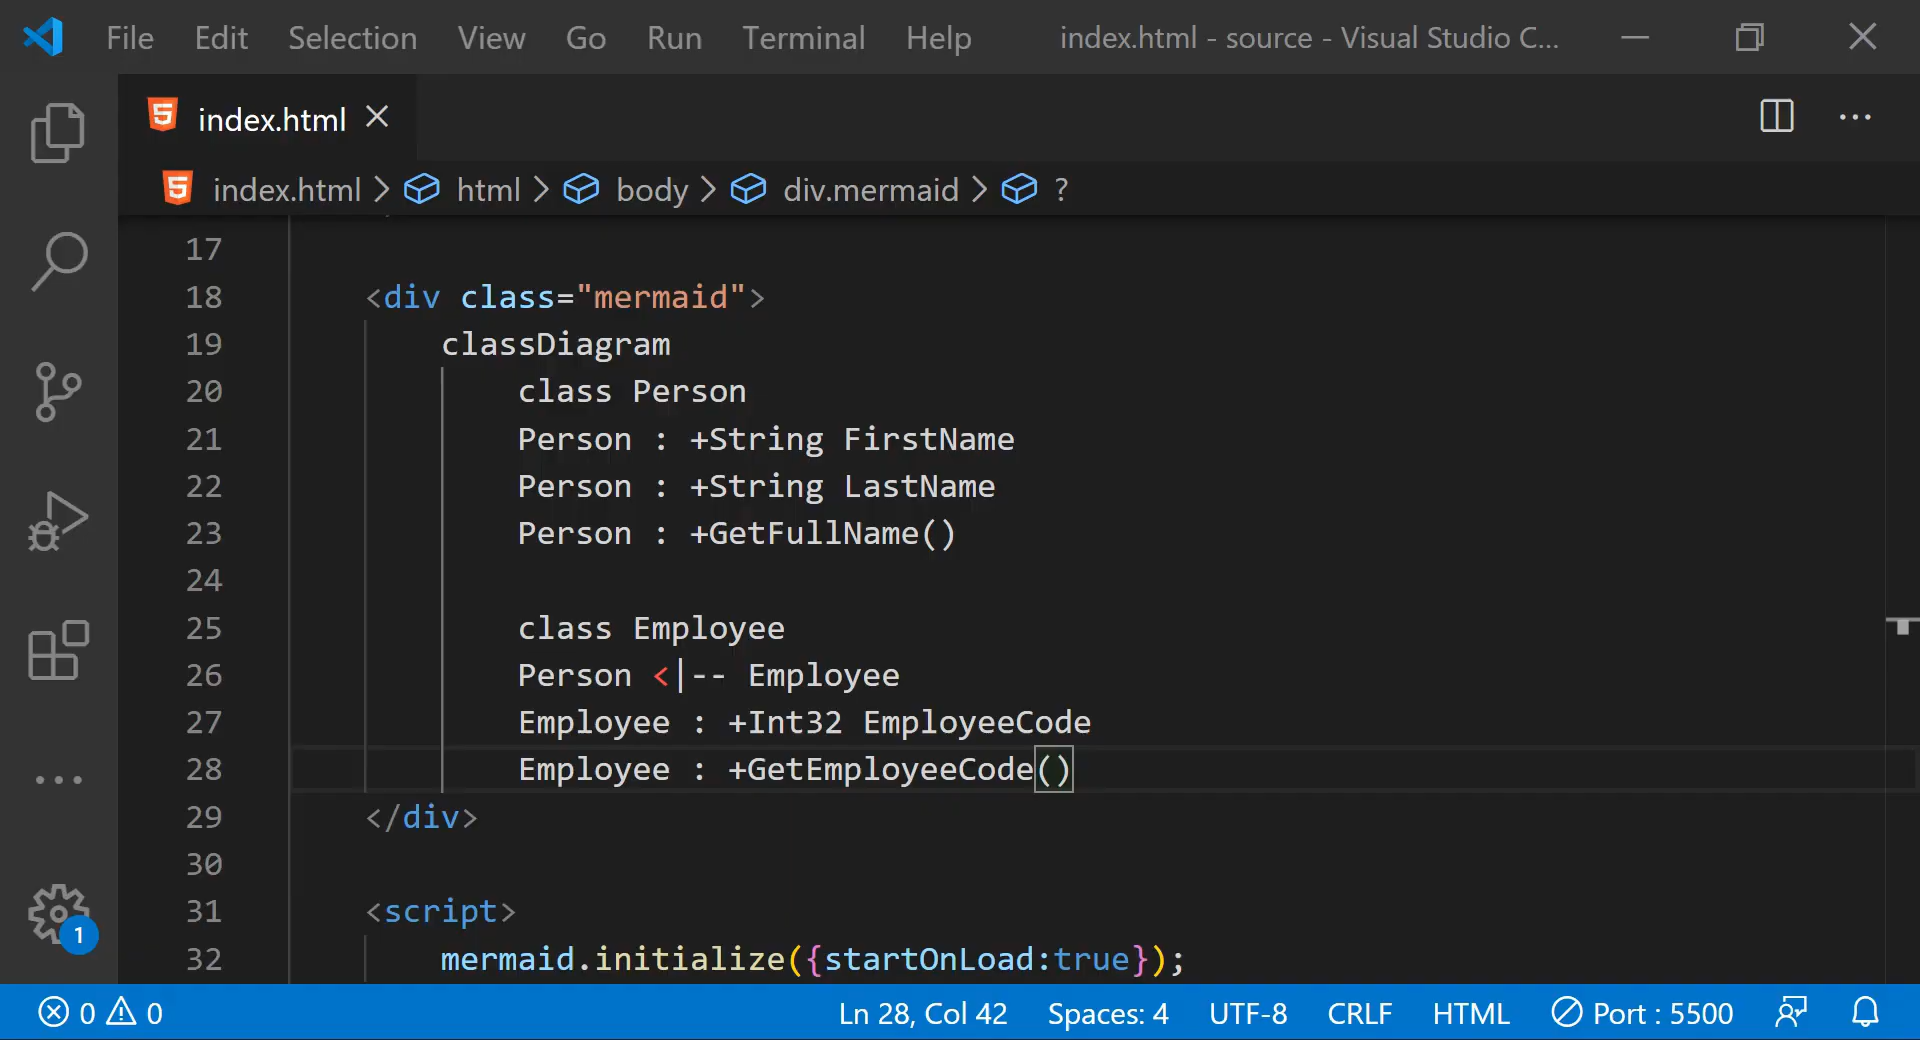 File Edit Selection View Go Run Terminal Help index.html - source - Visual Studio C...
index.html
index.html > html > body > div.mermaid > ?
17
18 <div class="mermaid">
19 classDiagram
20 class Person
21 Person : +String FirstName
22 Person : +String LastName
23 Person : +GetFullName()
24
25 class Employee
26 Person <|-- Employee
27 Employee : +Int32 EmployeeCode
28 Employee : +GetEmployeeCode()
29 </div>
30
31 <script>
32 mermaid.initialize({startOnLoad:true});
1
0 0 Ln 28, Col 42 Spaces: 4 UTF-8 CRLF HTML Port : 5500